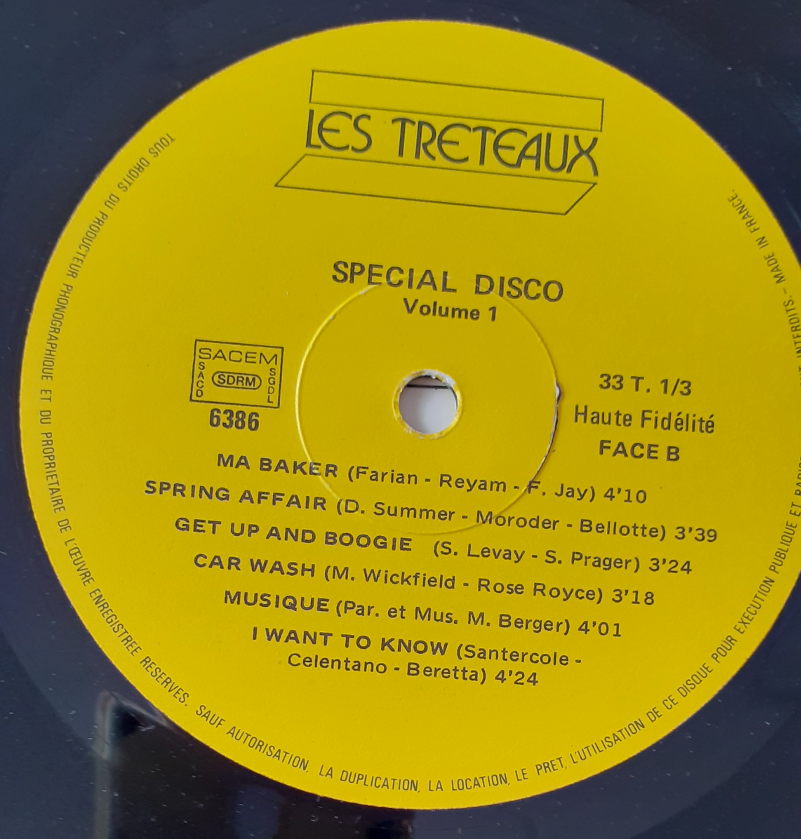 LES TRETEAUX
SPECIAL DISCO
Volume 1
SACEM
SACD
SDRM
SGDL
6386
33 T. 1/3
Haute Fidélité
FACE B
MA BAKER (Farian - Reyam - F. Jay) 4'10
SPRING AFFAIR (D. Summer - Moroder - Bellotte) 3'39
GET UP AND BOOGIE (S. Levay - S. Prager) 3'24
CAR WASH (M. Wickfield - Rose Royce) 3'18
MUSIQUE (Par. et Mus. M. Berger) 4'01
I WANT TO KNOW (Santercole -
Celentano - Beretta) 4'24
TOUS DROITS DU PRODUCTEUR PHONOGRAPHIQUE ET DU PROPRIETAIRE DE L'ŒUVRE ENREGISTREE RESERVES. SAUF AUTORISATION, LA DUPLICATION, LA LOCATION, LE PRET, L'UTILISATION DE CE DISQUE POUR EXECUTION PUBLIQUE ET INTERDITS. - MADE IN FRANCE.